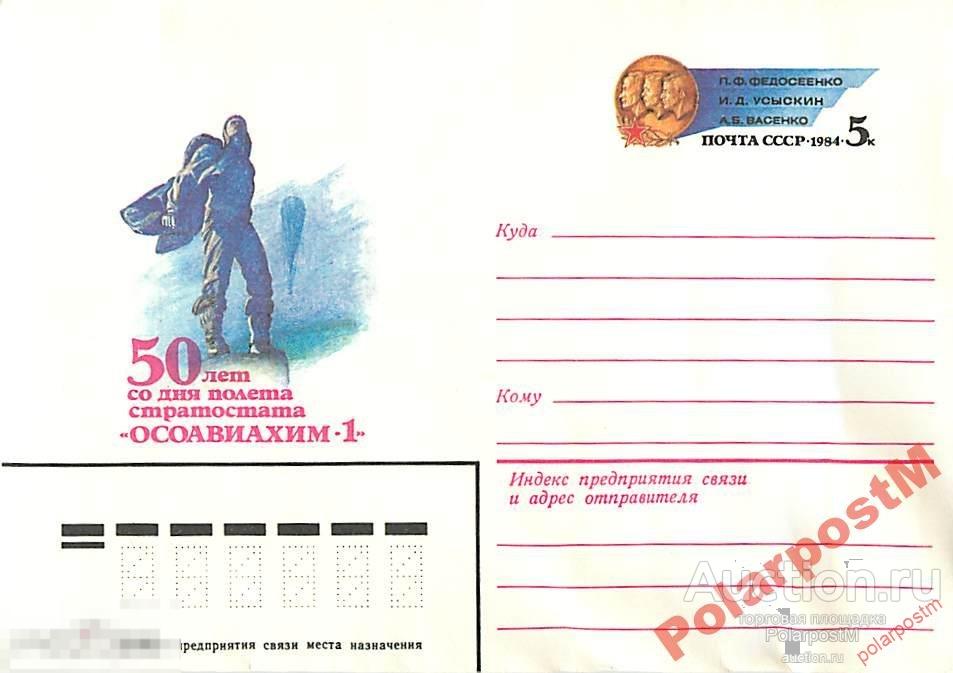 П. Ф. ФЕДОСЕЕНКО
И. Д. УСЫСКИН
А. Б. ВАСЕНКО
ПОЧТА СССР·1984·5к
50 лет
со дня полета
стратостата
«ОСОАВИАХИМ-1»
Куда
Кому
Индекс предприятия связи
и адрес отправителя
предприятия связи места назначения
PolarpostM
Auction.ru
торговая площадка
PolarpostM
auction.ru
polarpostm